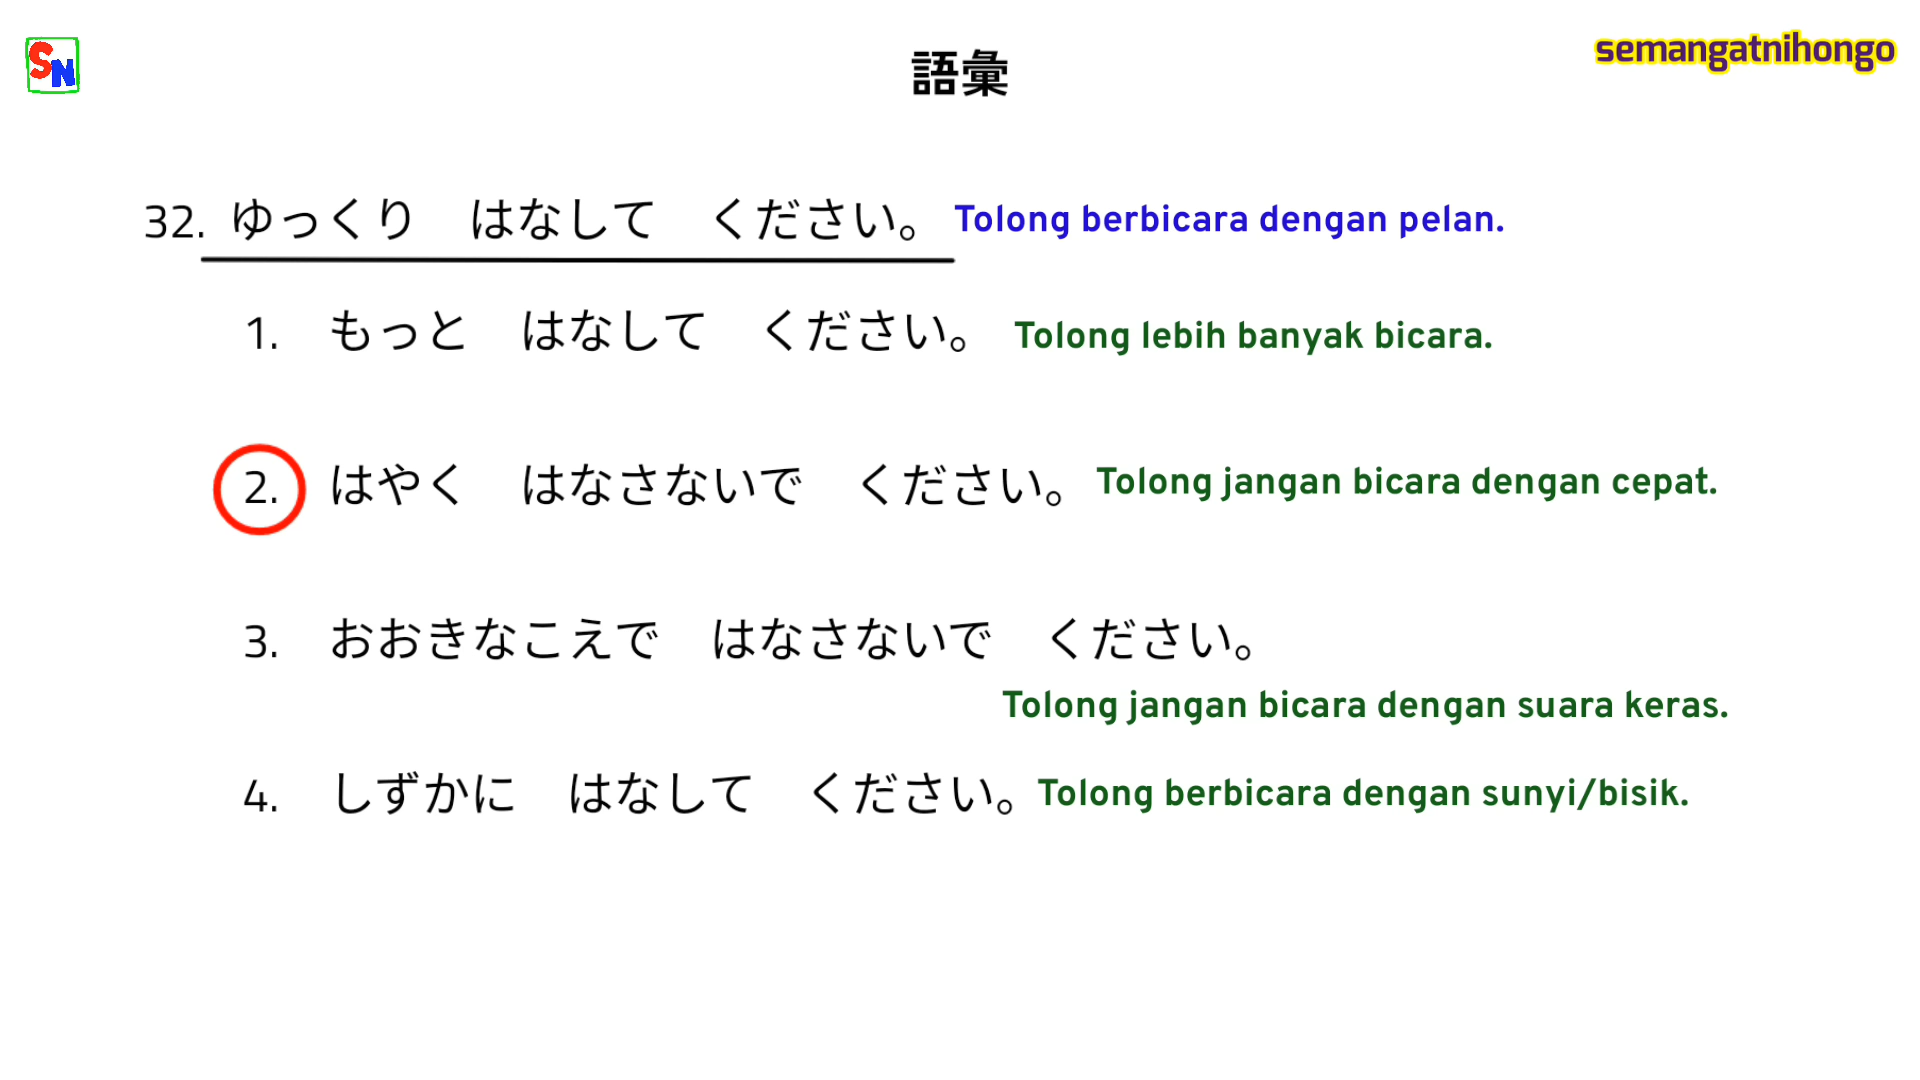 SN
語彙
semangatnihongo
32. ゆっくり　はなして　ください。 Tolong berbicara dengan pelan.
1.　もっと　はなして　ください。 Tolong lebih banyak bicara.
2.　はやく　はなさないで　ください。 Tolong jangan bicara dengan cepat.
3.　おおきなこえで　はなさないで　ください。
Tolong jangan bicara dengan suara keras.
4.　しずかに　はなして　ください。 Tolong berbicara dengan sunyi/bisik.